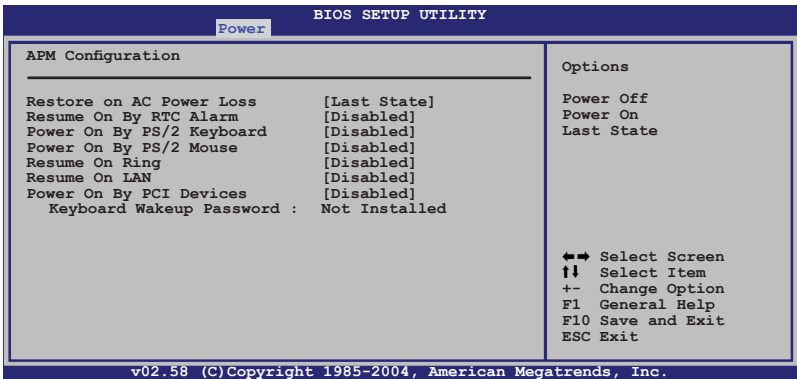 BIOS SETUP UTILITY
Power
APM Configuration
Restore on AC Power Loss [Last State]
Resume On By RTC Alarm [Disabled]
Power On By PS/2 Keyboard [Disabled]
Power On By PS/2 Mouse [Disabled]
Resume On Ring [Disabled]
Resume On LAN [Disabled]
Power On By PCI Devices [Disabled]
Keyboard Wakeup Password : Not Installed
Options
Power Off
Power On
Last State
←→ Select Screen
↑↓ Select Item
+- Change Option
F1 General Help
F10 Save and Exit
ESC Exit
v02.58 (C)Copyright 1985-2004, American Megatrends, Inc.